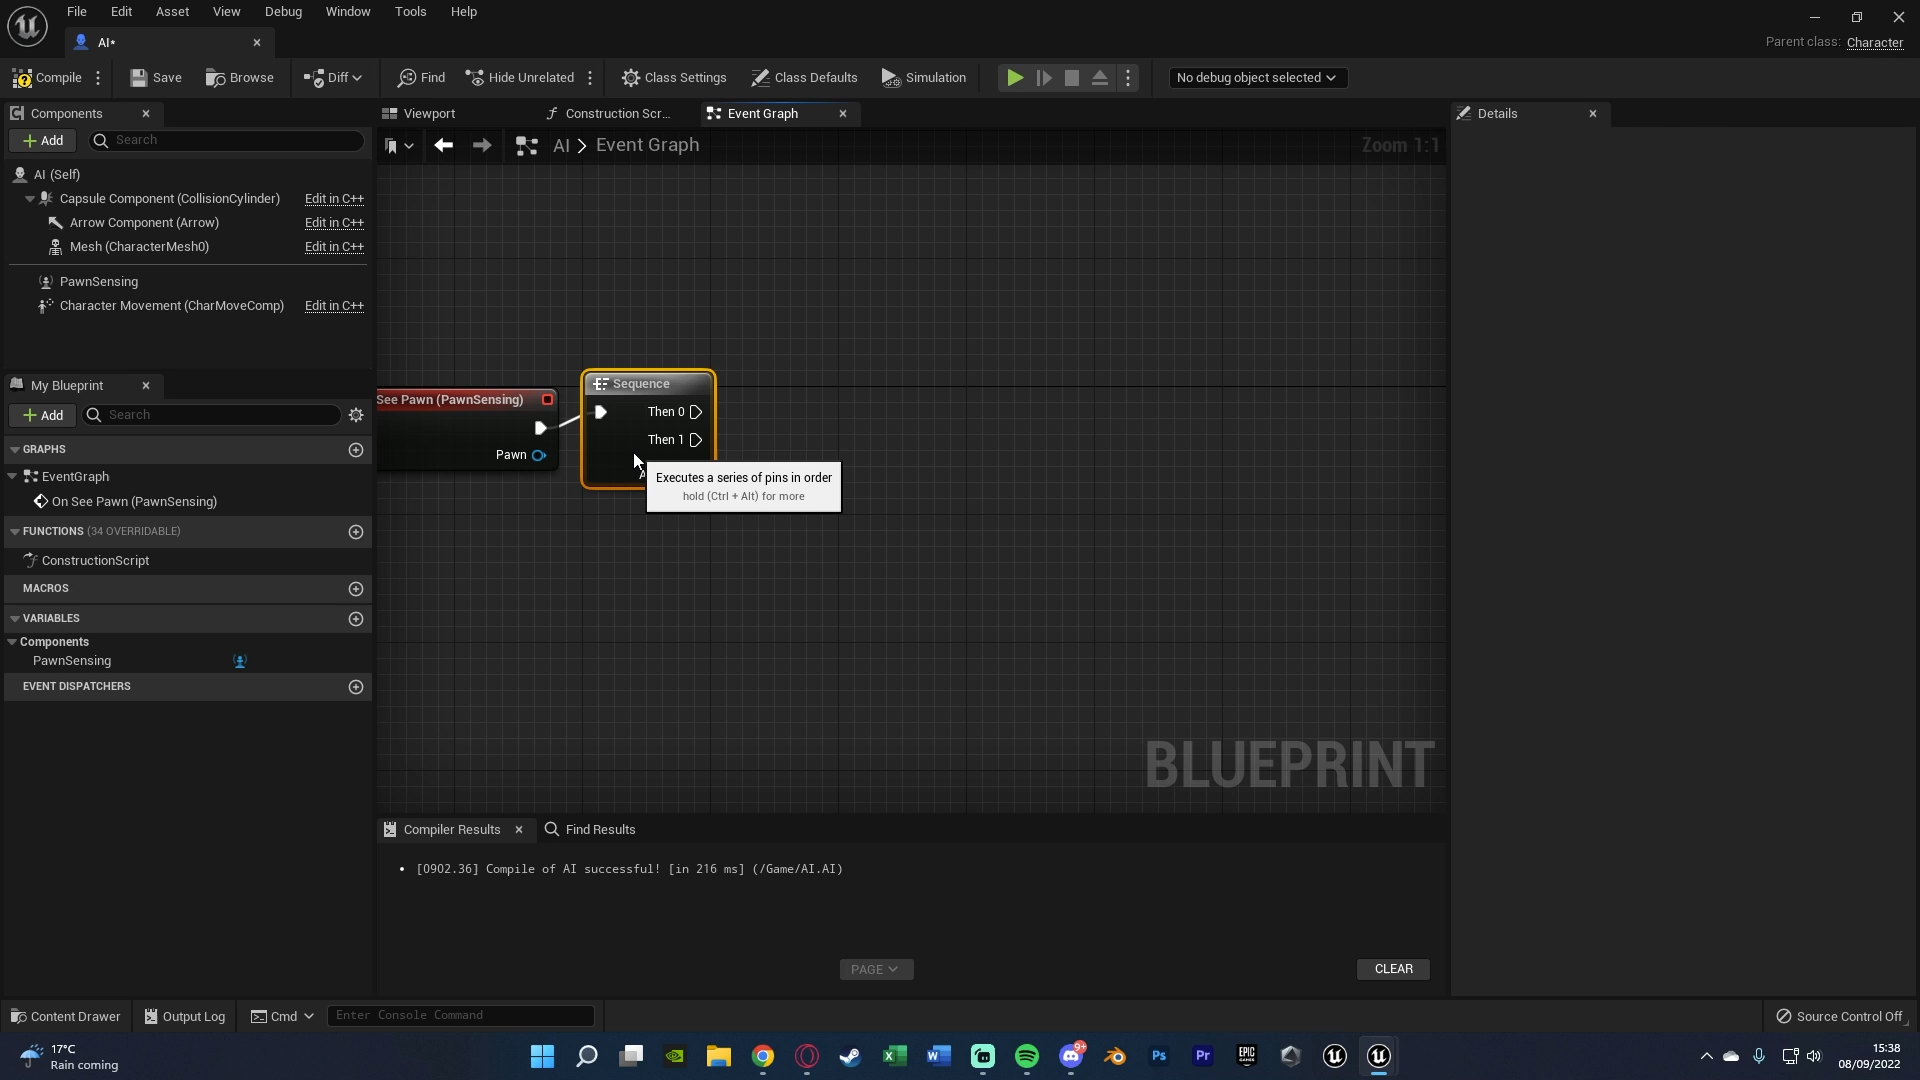 File Edit Asset View Debug Window Tools Help
AI*
Parent class: Character
Compile Save Browse Diff Find Hide Unrelated Class Settings Class Defaults Simulation No debug object selected
Components
Viewport Construction Scr... Event Graph
Details
Add Search
AI > Event Graph
Zoom 1:1
AI (Self)
Capsule Component (CollisionCylinder) Edit in C++
Arrow Component (Arrow) Edit in C++
Mesh (CharacterMesh0) Edit in C++
PawnSensing
Character Movement (CharMoveComp) Edit in C++
My Blueprint
Add Search
GRAPHS
EventGraph
On See Pawn (PawnSensing)
FUNCTIONS (34 OVERRIDABLE)
ConstructionScript
MACROS
VARIABLES
Components
PawnSensing
EVENT DISPATCHERS
See Pawn (PawnSensing)
Pawn
Sequence
Then 0
Then 1
A
Executes a series of pins in order
hold (Ctrl + Alt) for more
BLUEPRINT
Compiler Results Find Results
• [0902.36] Compile of AI successful! [in 216 ms] (/Game/AI.AI)
PAGE
CLEAR
Content Drawer Output Log Cmd Enter Console Command Source Control Off
17°C
Rain coming
9+
Ps
Pr
EPIC
GAMES
15:38
08/09/2022